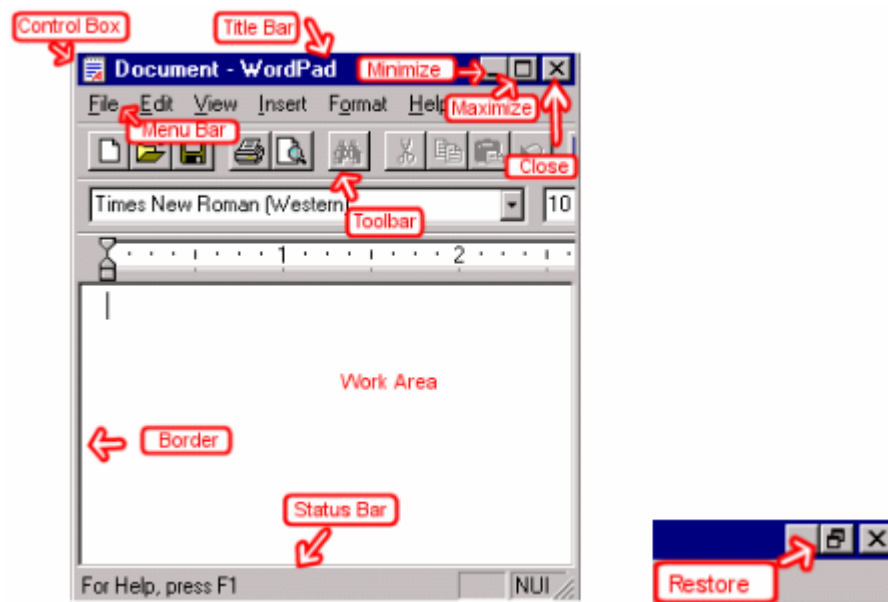 Control Box
Title Bar
Document - WordPad
Minimize
File Edit View Insert Format Help
Maximize
Menu Bar
Close
Times New Roman (Western)
10
Toolbar
1 2
Work Area
Border
Status Bar
For Help, press F1
NUI
Restore